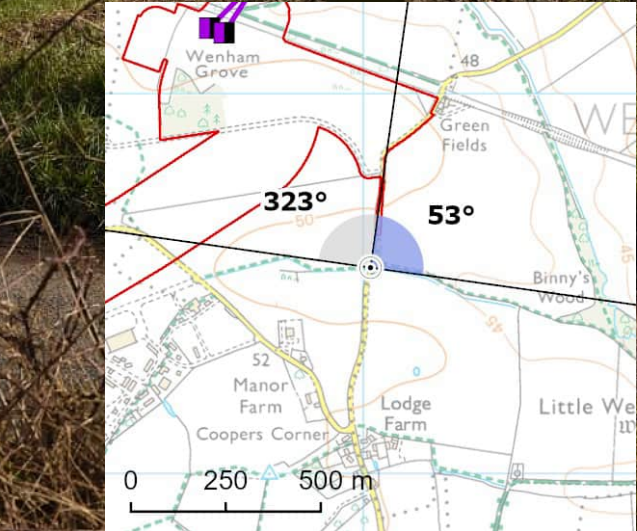 Wenham
Grove
48
Green
Fields
WE
323°
50
53°
45
Binny's
Wood
45
52
Manor
Farm
Lodge
Farm
Coopers Corner
Little We
0 250 500 m